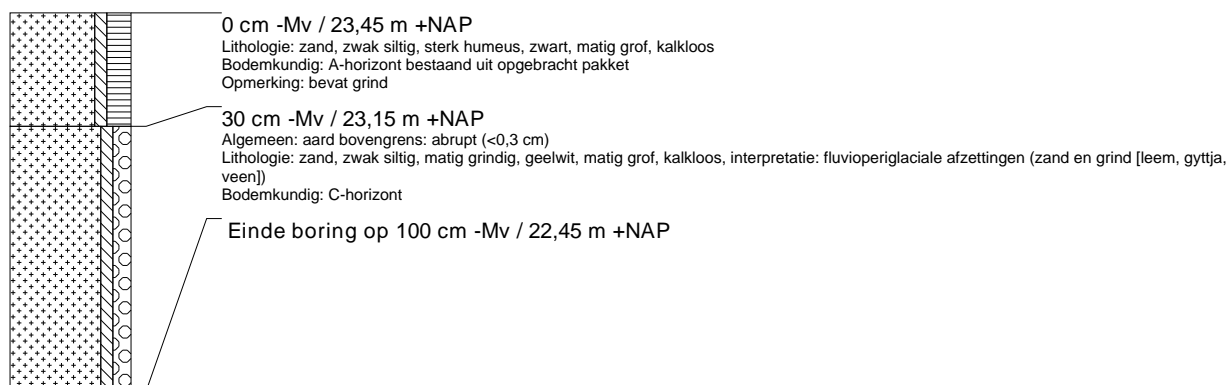 0 cm -Mv / 23,45 m +NAP
Lithologie: zand, zwak siltig, sterk humeus, zwart, matig grof, kalkloos
Bodemkundig: A-horizont bestaand uit opgebracht pakket
Opmerking: bevat grind
30 cm -Mv / 23,15 m +NAP
Algemeen: aard bovengrens: abrupt (<0,3 cm)
Lithologie: zand, zwak siltig, matig grindig, geelwit, matig grof, kalkloos, interpretatie: fluvioperiglaciale afzettingen (zand en grind [leem, gyttja,
veen])
Bodemkundig: C-horizont
Einde boring op 100 cm -Mv / 22,45 m +NAP